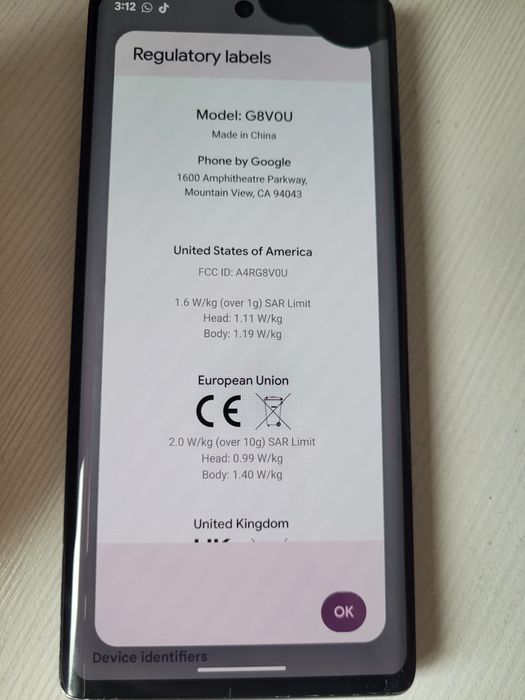 3:12
Regulatory labels
Model: G8V0U
Made in China
Phone by Google
1600 Amphitheatre Parkway,
Mountain View, CA 94043
United States of America
FCC ID: A4RG8V0U
1.6 W/kg (over 1g) SAR Limit
Head: 1.11 W/kg
Body: 1.19 W/kg
European Union
CE
2.0 W/kg (over 10g) SAR Limit
Head: 0.99 W/kg
Body: 1.40 W/kg
United Kingdom
OK
Device identifiers